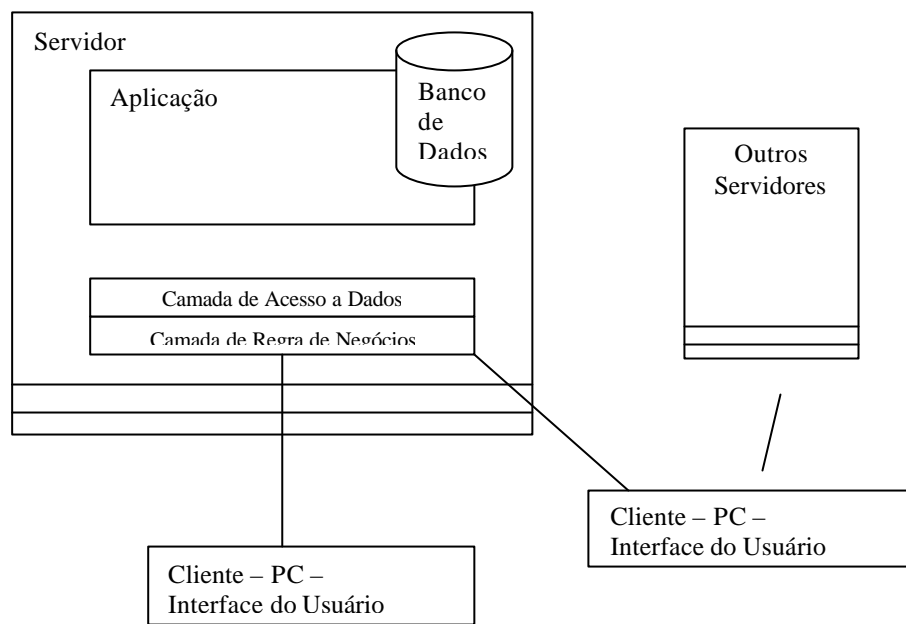 Servidor
Aplicação
Banco
de
Dados
Outros
Servidores
Camada de Acesso a Dados
Camada de Regra de Negócios
Cliente – PC –
Interface do Usuário
Cliente – PC –
Interface do Usuário